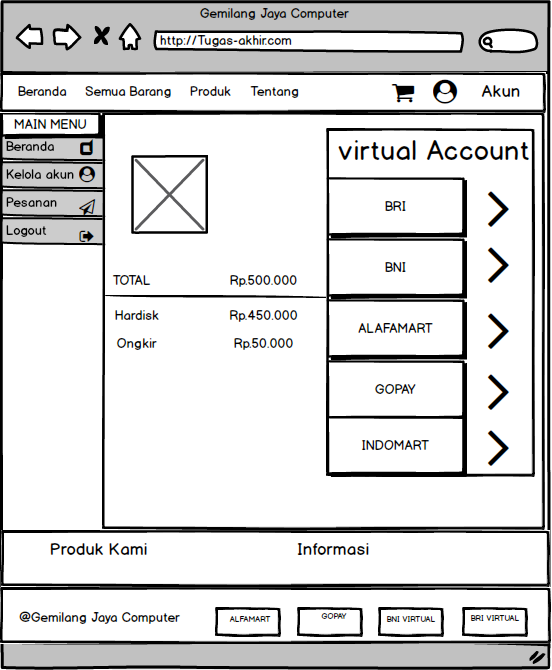 Gemilang Jaya Computer
http://Tugas-akhir.com
Beranda Semua Barang Produk Tentang Akun
MAIN MENU
Beranda
Kelola akun
Pesanan
Logout
TOTAL Rp.500.000
Hardisk Rp.450.000
Ongkir Rp.50.000
virtual Account
BRI
BNI
ALAFAMART
GOPAY
INDOMART
Produk Kami Informasi
@Gemilang Jaya Computer ALFAMART GOPAY BNI VIRTUAL BRI VIRTUAL